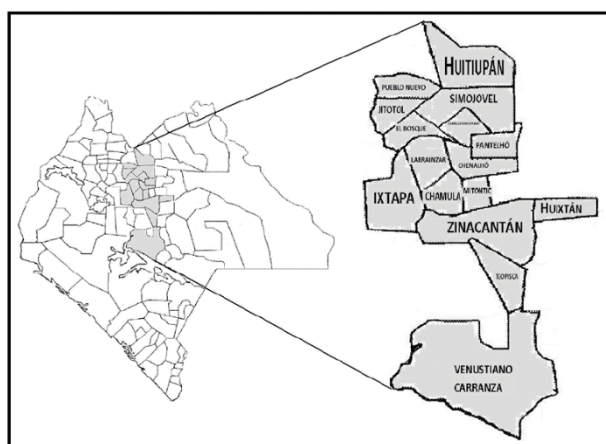 HUITIUPÁN
PUEBLO NUEVO
SIMOJOVEL
JITOTOL
EL BOSQUE
PANTELHÓ
LARRAINZAR
CHENALHÓ
IXTAPA
CHAMULA
MITONTIC
HUIXTÁN
ZINACANTÁN
TEOPISCA
VENUSTIANO
CARRANZA